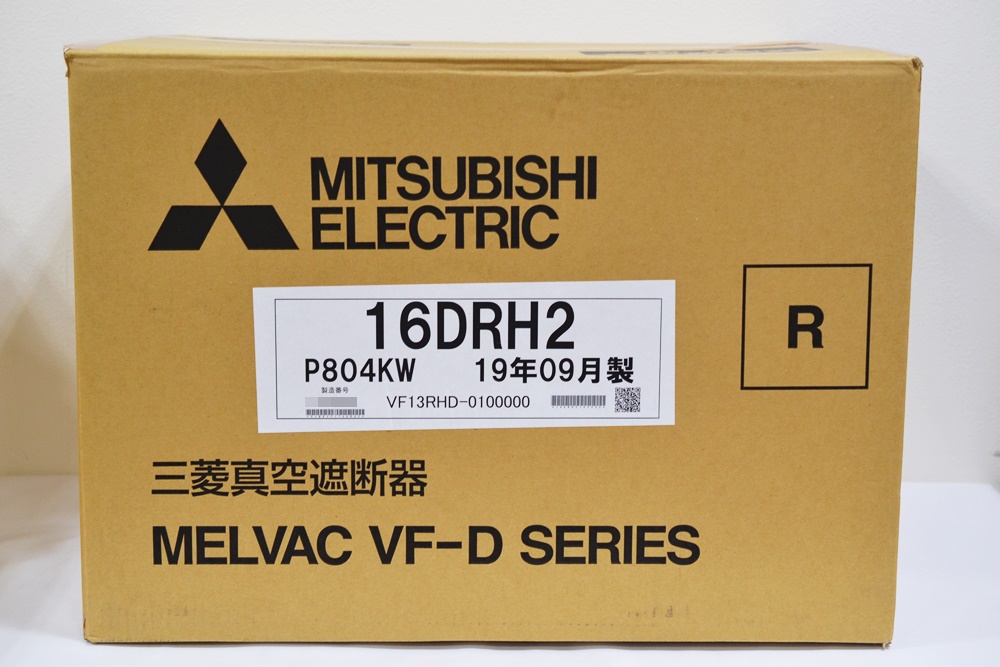 MITSUBISHI
ELECTRIC
16DRH2
P804KW 19年09月製
製造番号
VF13RHD-0100000
R
三菱真空遮断器
MELVAC VF-D SERIES